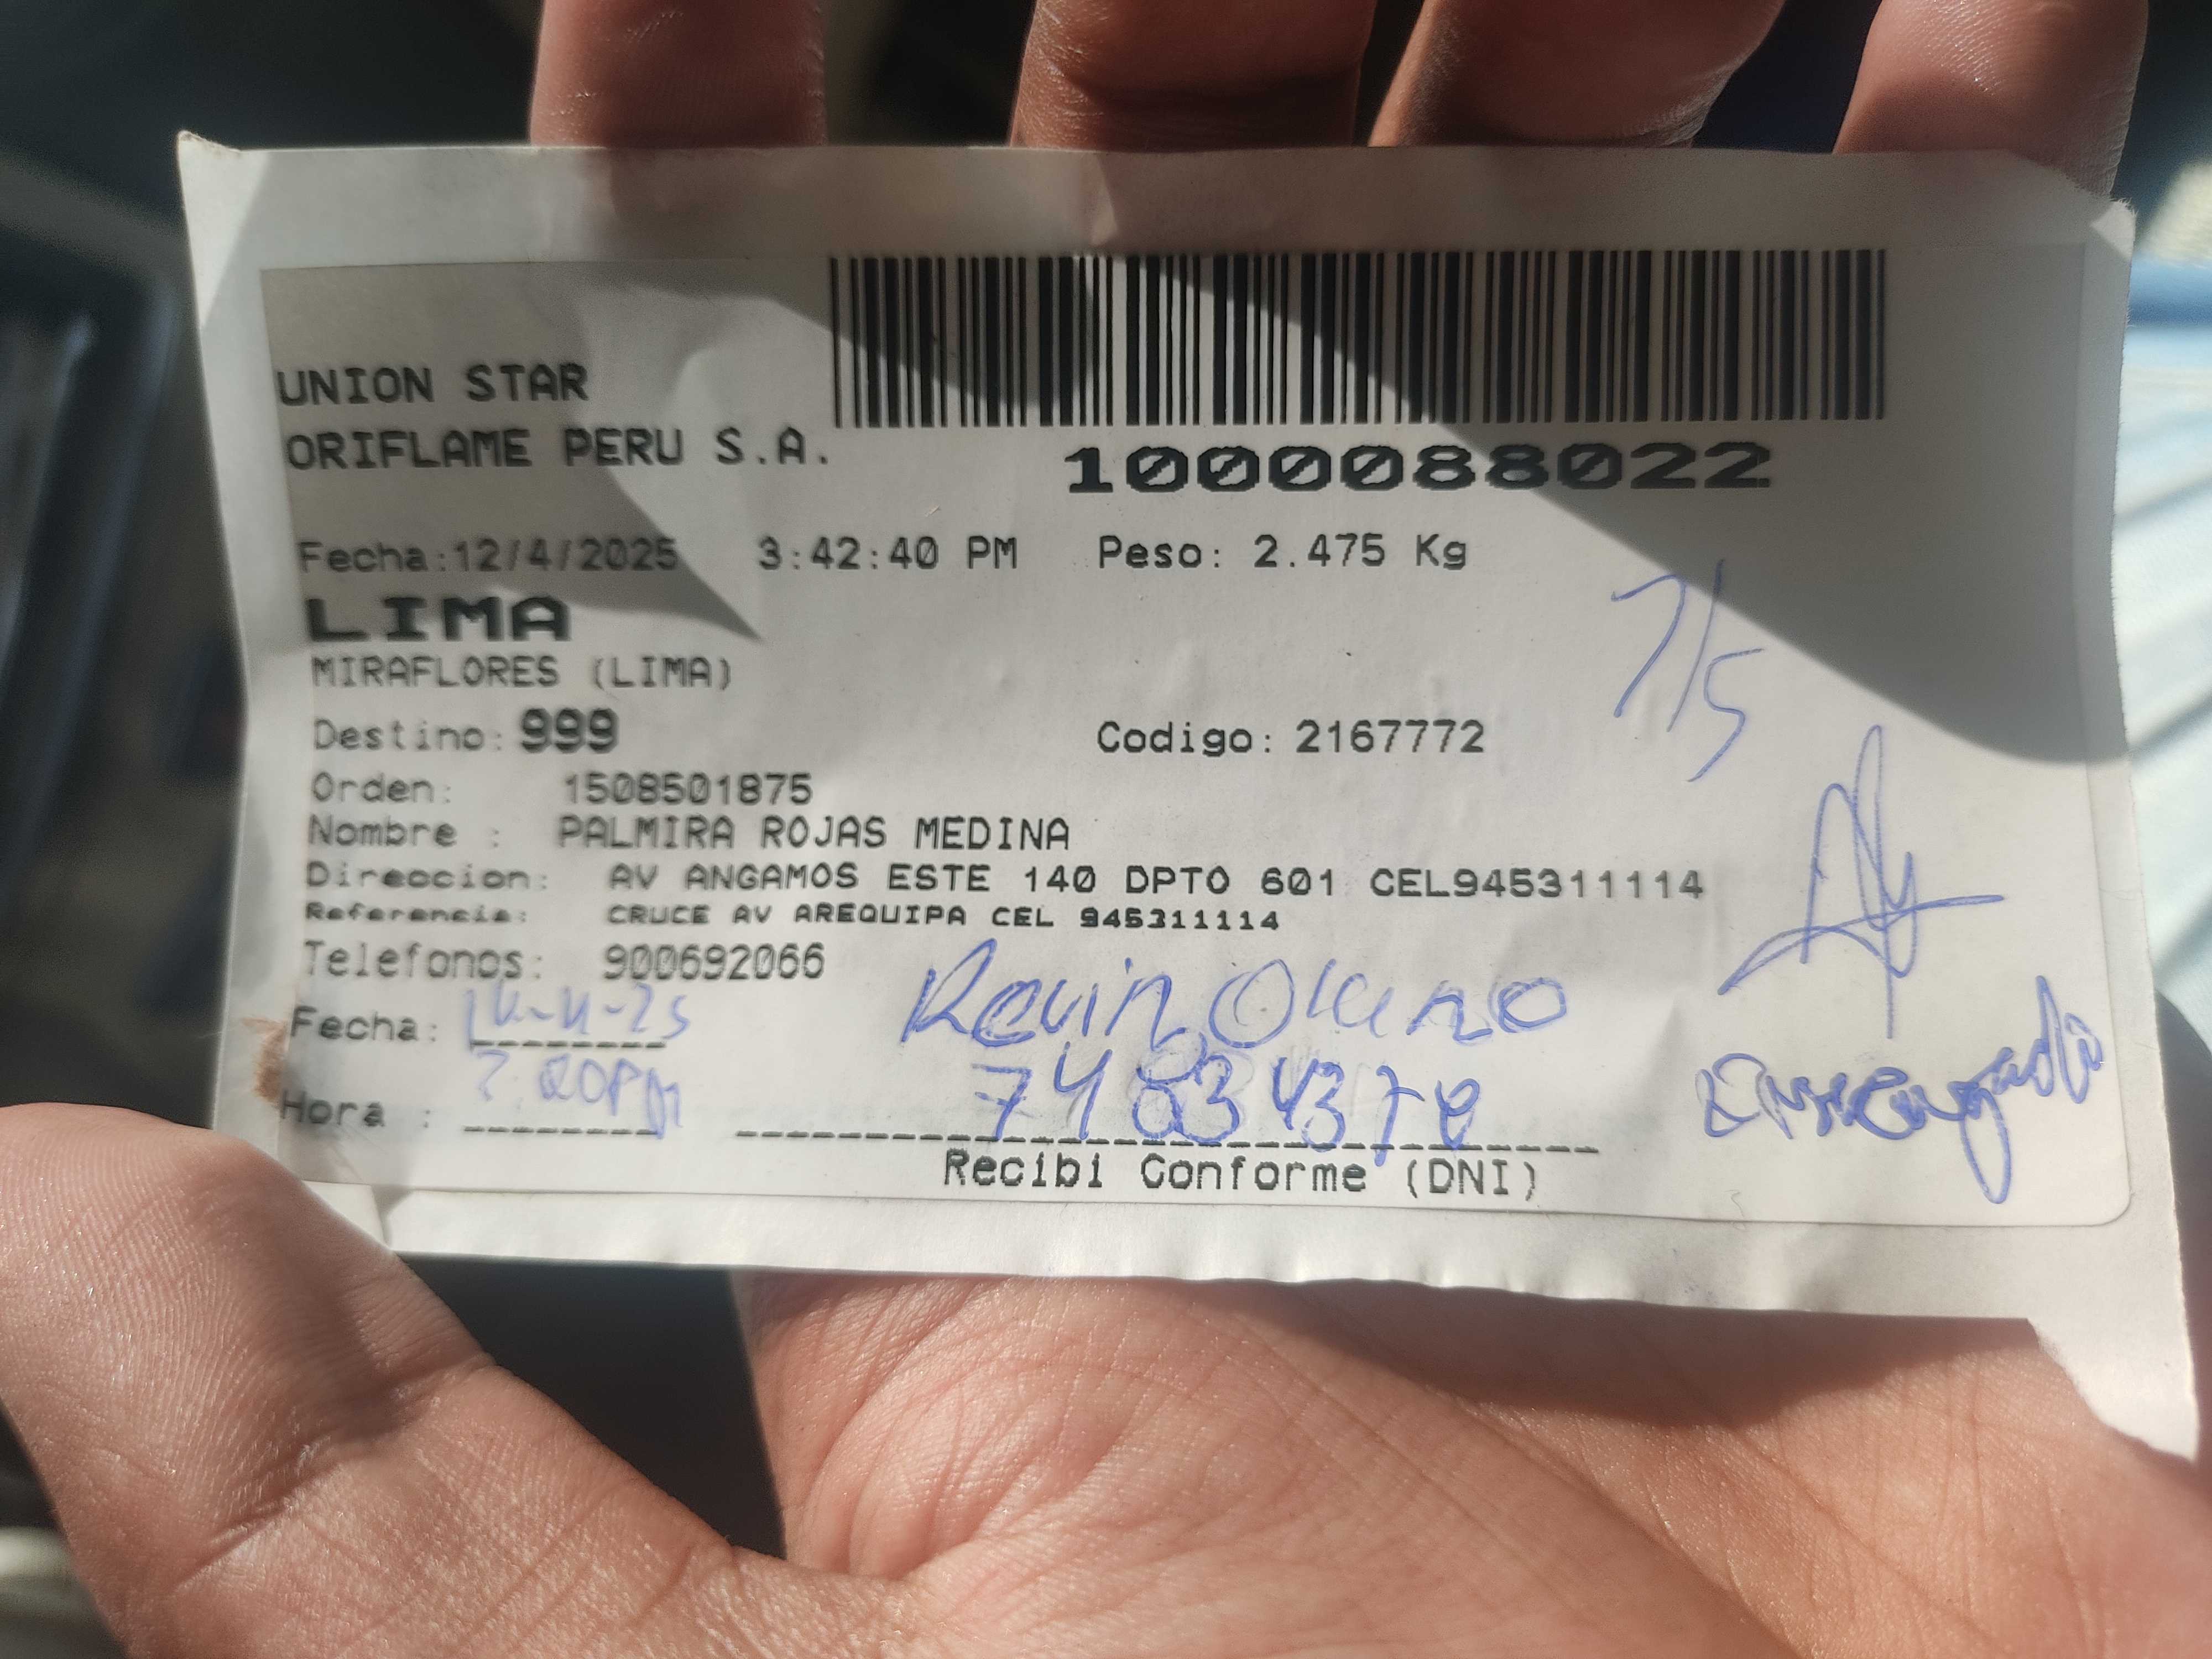 UNION STAR
ORIFLAME PERU S.A.
1000088022
Fecha:12/4/2025 3:42:40 PM Peso: 2.475 Kg
LIMA
MIRAFLORES (LIMA)
7/5
Destino: 999 Codigo: 2167772
Orden: 1508501875
Nombre : PALMIRA ROJAS MEDINA
Direccion: AV ANGAMOS ESTE 140 DPTO 601 CEL945311114
Referencia: CRUCE AV AREQUIPA CEL 945311114
Telefonos: 900692066
Fecha:
Hora :
Recibi Conforme (DNI)